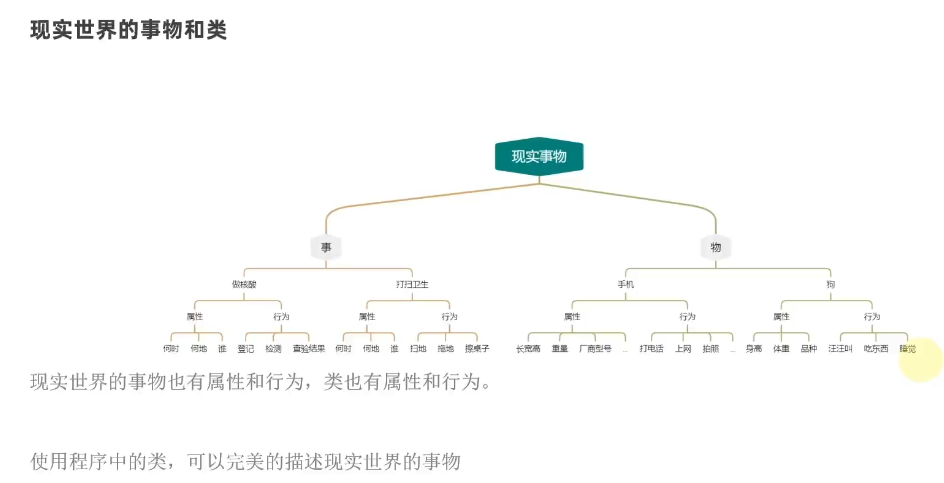 现实世界的事物和类
现实事物
事 物
做核酸 打扫卫生 手机 狗
属性 行为 属性 行为 属性 行为 属性 行为
何时 何地 谁 登记 检测 查验结果 何时 何地 谁 扫地 拖地 擦桌子 长宽高 重量 厂商型号 ... 打电话 上网 拍照 ... 身高 体重 品种 汪汪叫 吃东西 睡觉
现实世界的事物也有属性和行为，类也有属性和行为。
使用程序中的类，可以完美的描述现实世界的事物